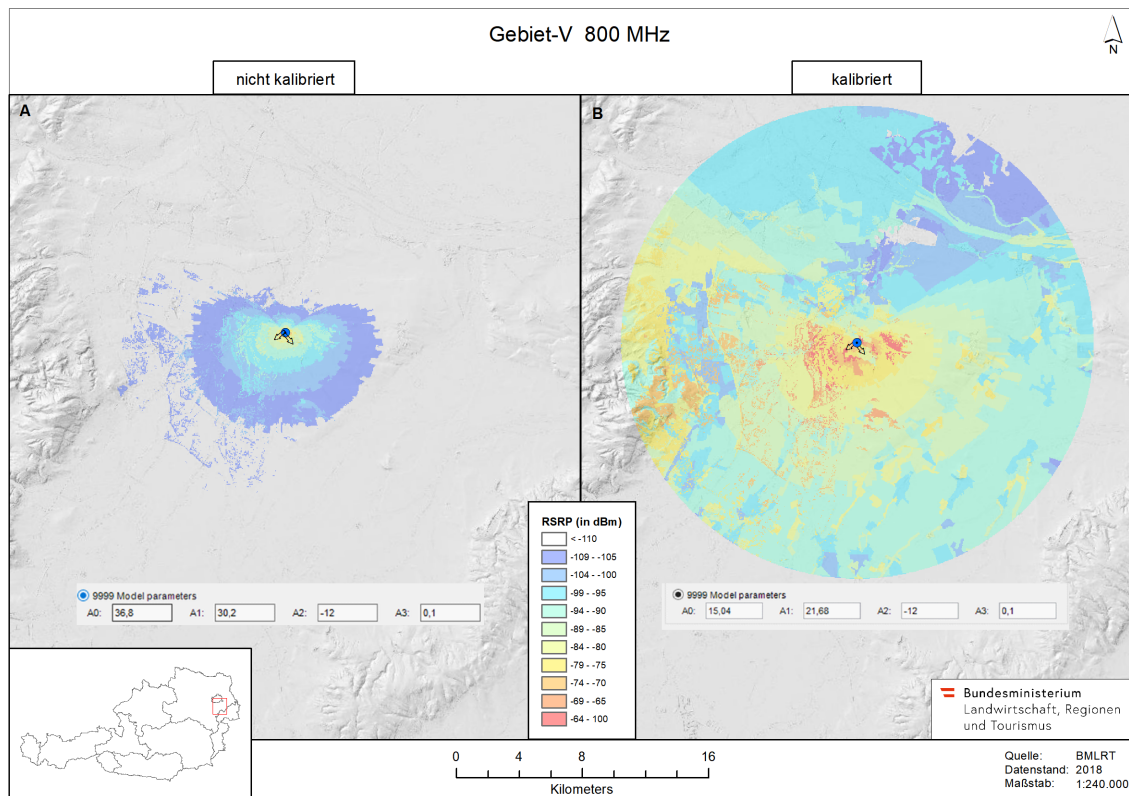 Gebiet-V 800 MHz
N
nicht kalibriert
kalibriert
A
B
RSRP (in dBm)
< -110
-109 - -105
-104 - -100
-99 - -95
-94 - -90
-89 - -85
-84 - -80
-79 - -75
-74 - -70
-69 - -65
-64 - 100
9999 Model parameters
A0: 36,8 A1: 30,2 A2: -12 A3: 0,1
9999 Model parameters
A0: 15,04 A1: 21,68 A2: -12 A3: 0,1
Bundesministerium
Landwirtschaft, Regionen
und Tourismus
0 4 8 12 16
Kilometers
Quelle: BMLRT
Datenstand: 2018
Maßstab: 1:240.000